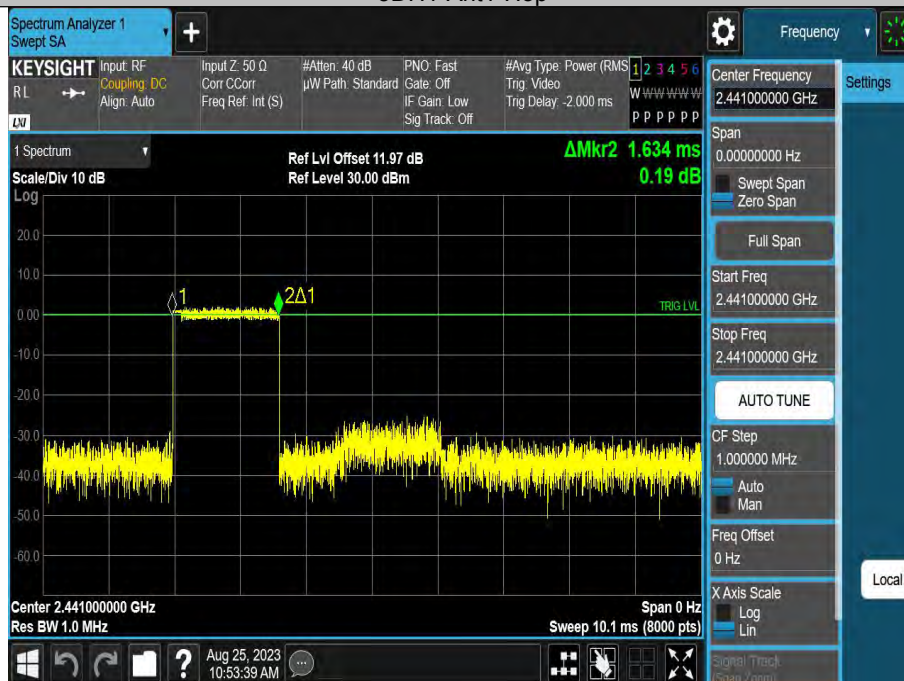 Spectrum Analyzer 1
Swept SA
+
Frequency
KEYSIGHT
RL
LXI
Input: RF
Coupling: DC
Align: Auto
Input Z: 50 Ω
Corr CCorr
Freq Ref: Int (S)
#Atten: 40 dB
µW Path: Standard
PNO: Fast
Gate: Off
IF Gain: Low
Sig Track: Off
#Avg Type: Power (RMS
Trig: Video
Trig Delay: -2.000 ms
1 2 3 4 5 6
W W W W W W
P P P P P P
1 Spectrum
Scale/Div 10 dB
Log
Ref Lvl Offset 11.97 dB
Ref Level 30.00 dBm
ΔMkr2 1.634 ms
0.19 dB
20.0
10.0
0.00
-10.0
-20.0
-30.0
-40.0
-50.0
-60.0
1
2Δ1
TRIG LVL
Center 2.441000000 GHz
Res BW 1.0 MHz
Span 0 Hz
Sweep 10.1 ms (8000 pts)
?
Aug 25, 2023
10:53:39 AM
Center Frequency
2.441000000 GHz
Span
0.00000000 Hz
Swept Span
Zero Span
Full Span
Start Freq
2.441000000 GHz
Stop Freq
2.441000000 GHz
AUTO TUNE
CF Step
1.000000 MHz
Auto
Man
Freq Offset
0 Hz
X Axis Scale
Log
Lin
Signal Track
(Span Zoom)
Settings
Local